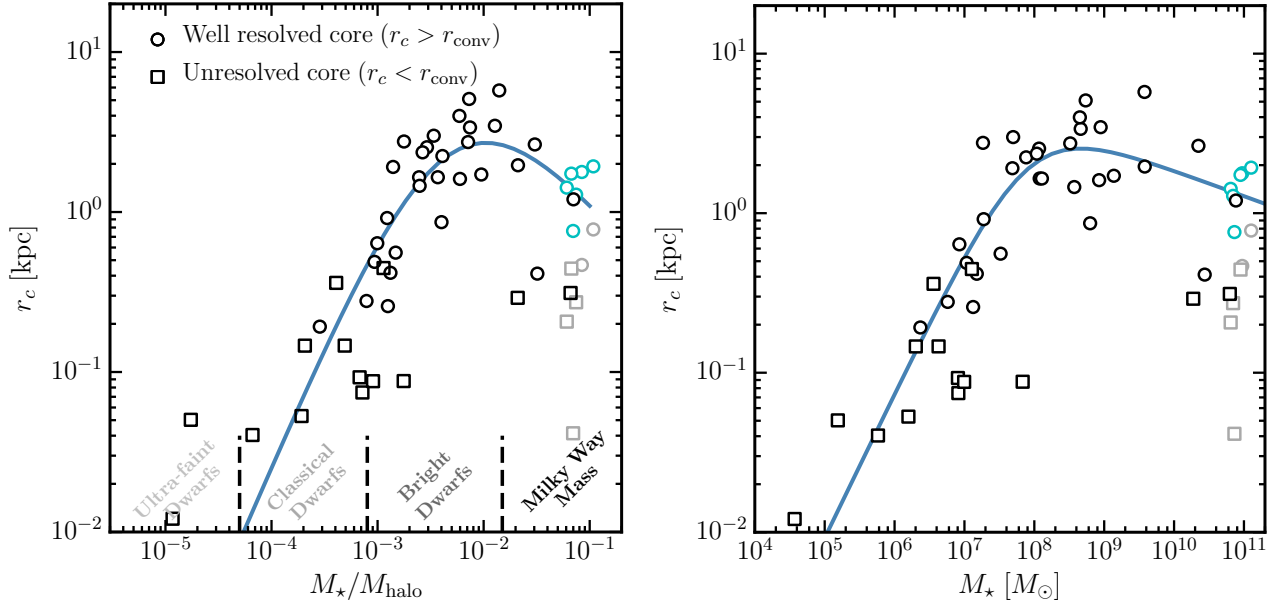 Well resolved core (r_c > r_conv)
Unresolved core (r_c < r_conv)
10^1
10^0
10^-1
10^-2
r_c [kpc]
Ultra-faint
Dwarfs
Classical
Dwarfs
Bright
Dwarfs
Milky Way
Mass
10^-5
10^-4
10^-3
10^-2
10^-1
M_⋆/M_halo
10^1
10^0
10^-1
10^-2
r_c [kpc]
10^4
10^5
10^6
10^7
10^8
10^9
10^10
10^11
M_⋆ [M_⊙]